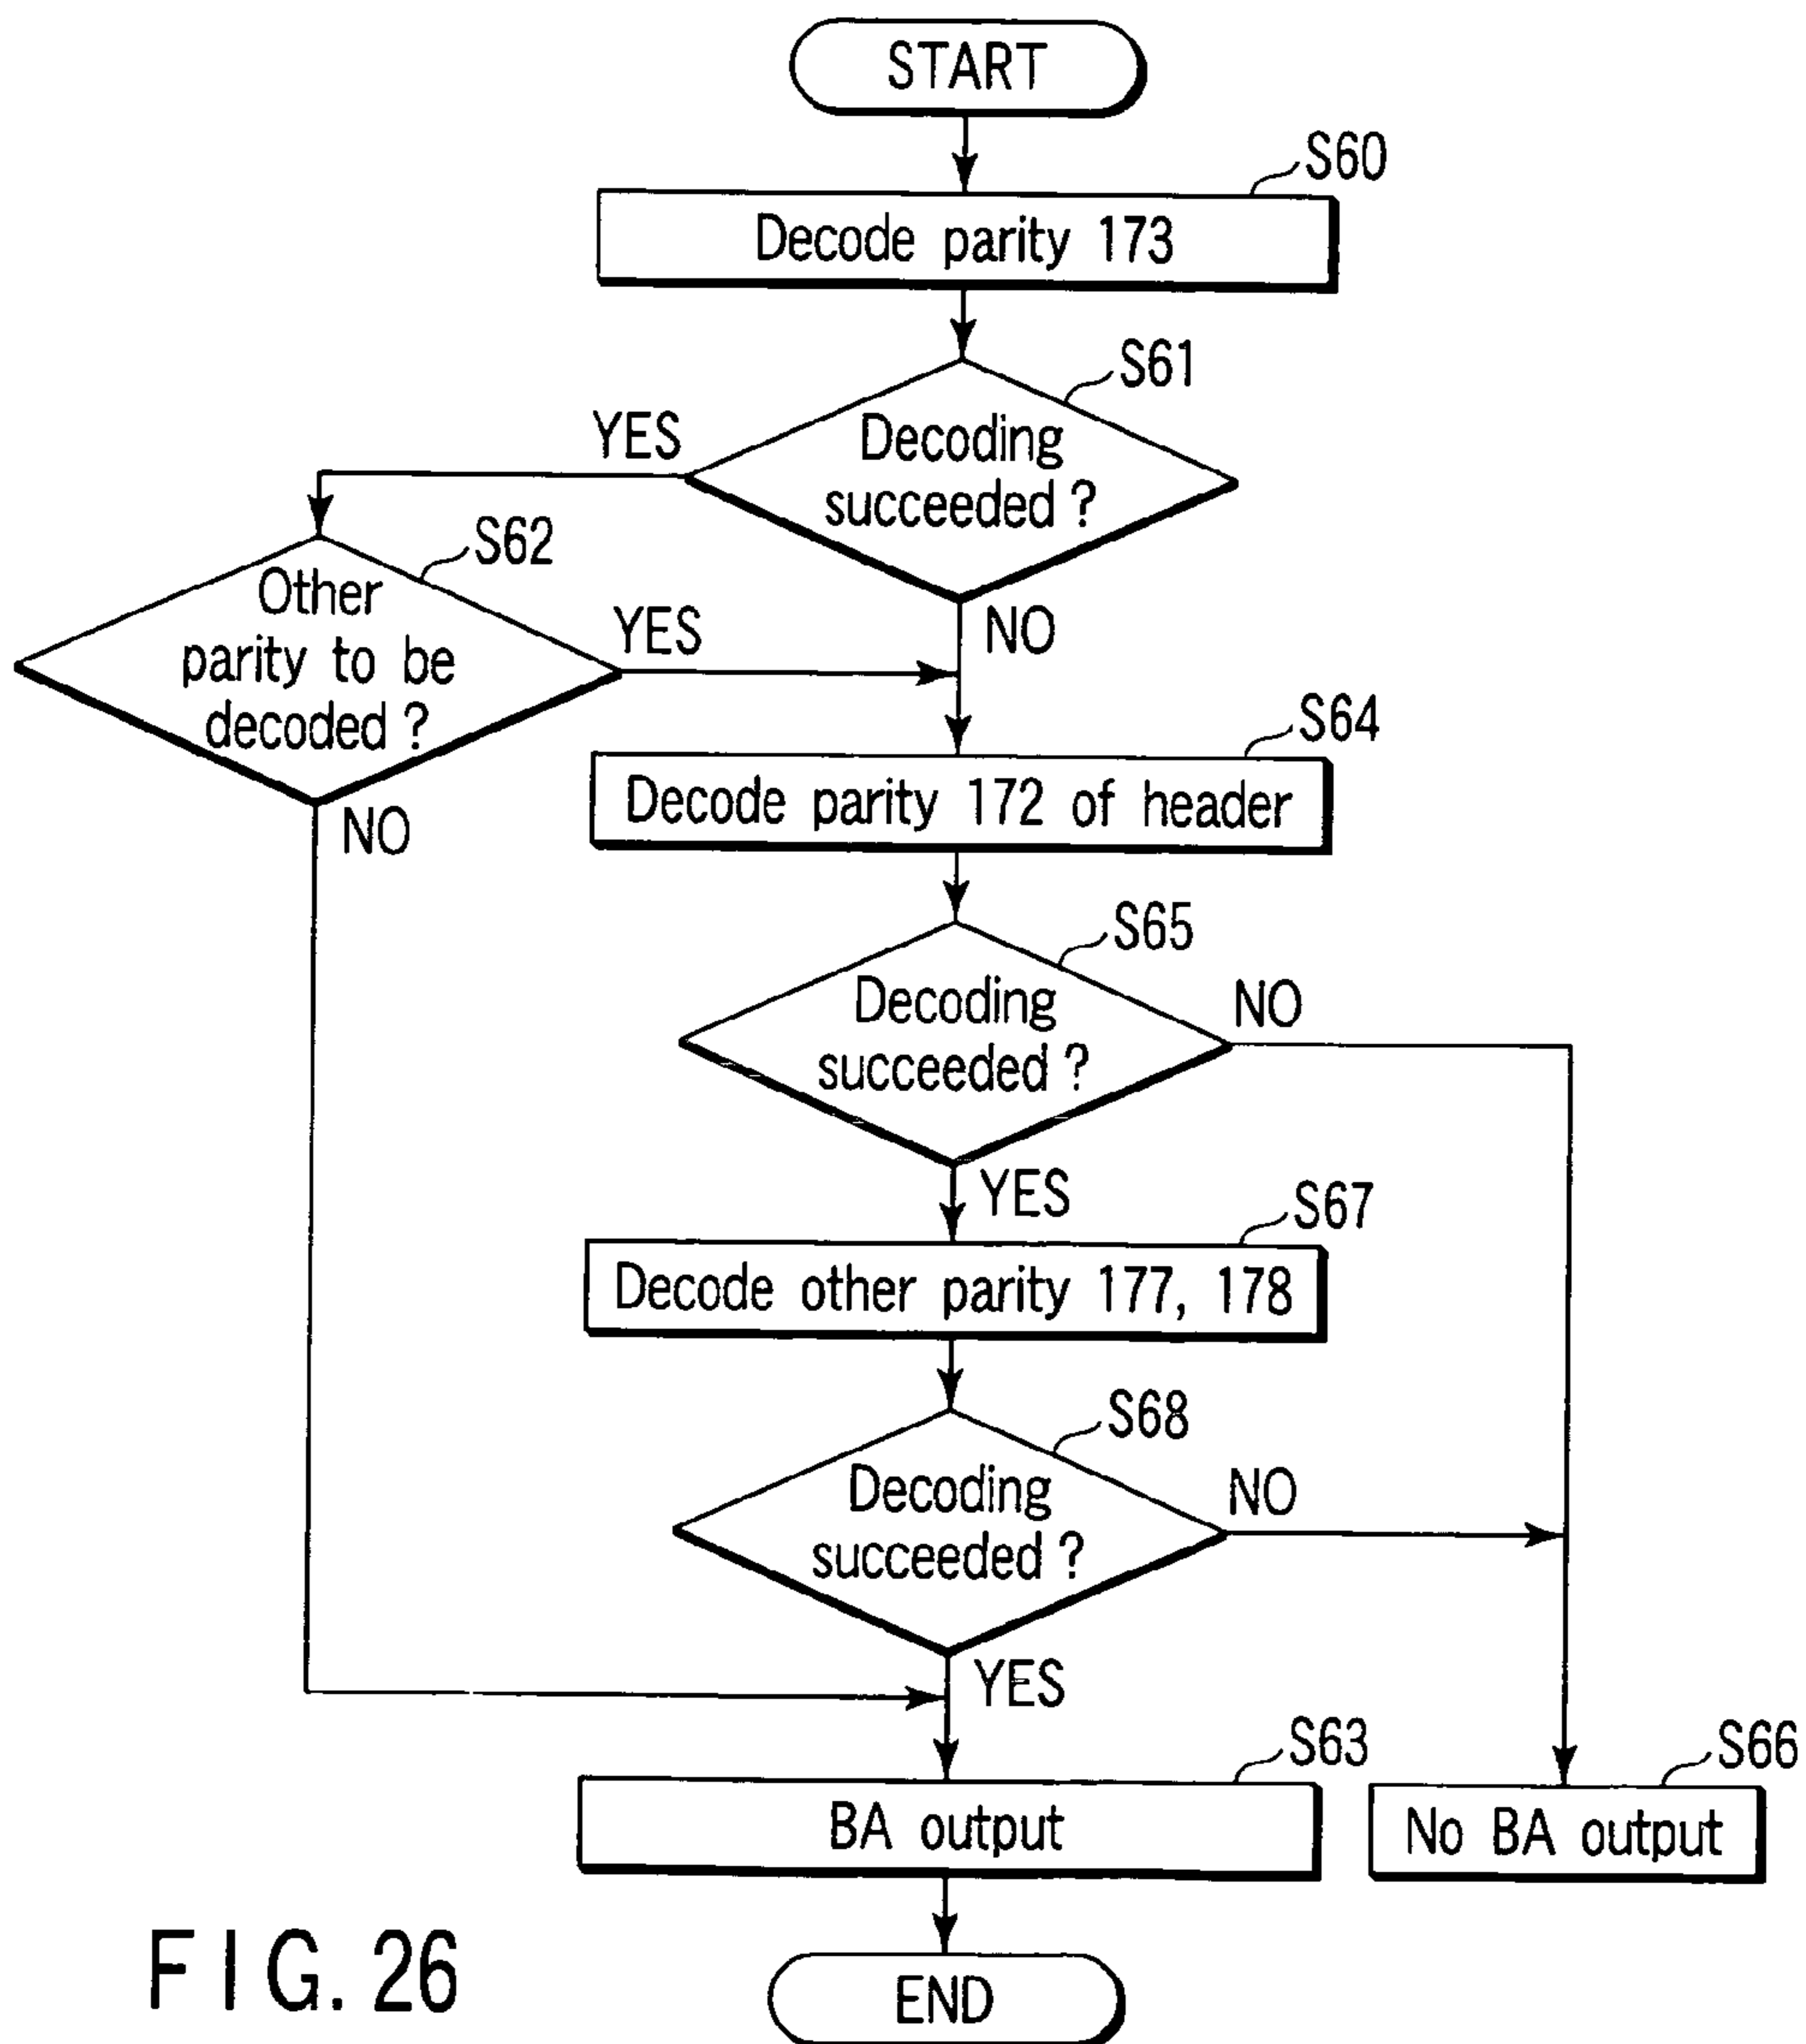 START
S60
Decode parity 173
S61
YES
Decoding
succeeded ?
S62
Other
parity to be
decoded ?
YES
NO
NO
S64
Decode parity 172 of header
S65
Decoding
succeeded ?
NO
YES
S67
Decode other parity 177, 178
S68
Decoding
succeeded ?
NO
YES
S63
BA output
S66
No BA output
END
FIG. 26